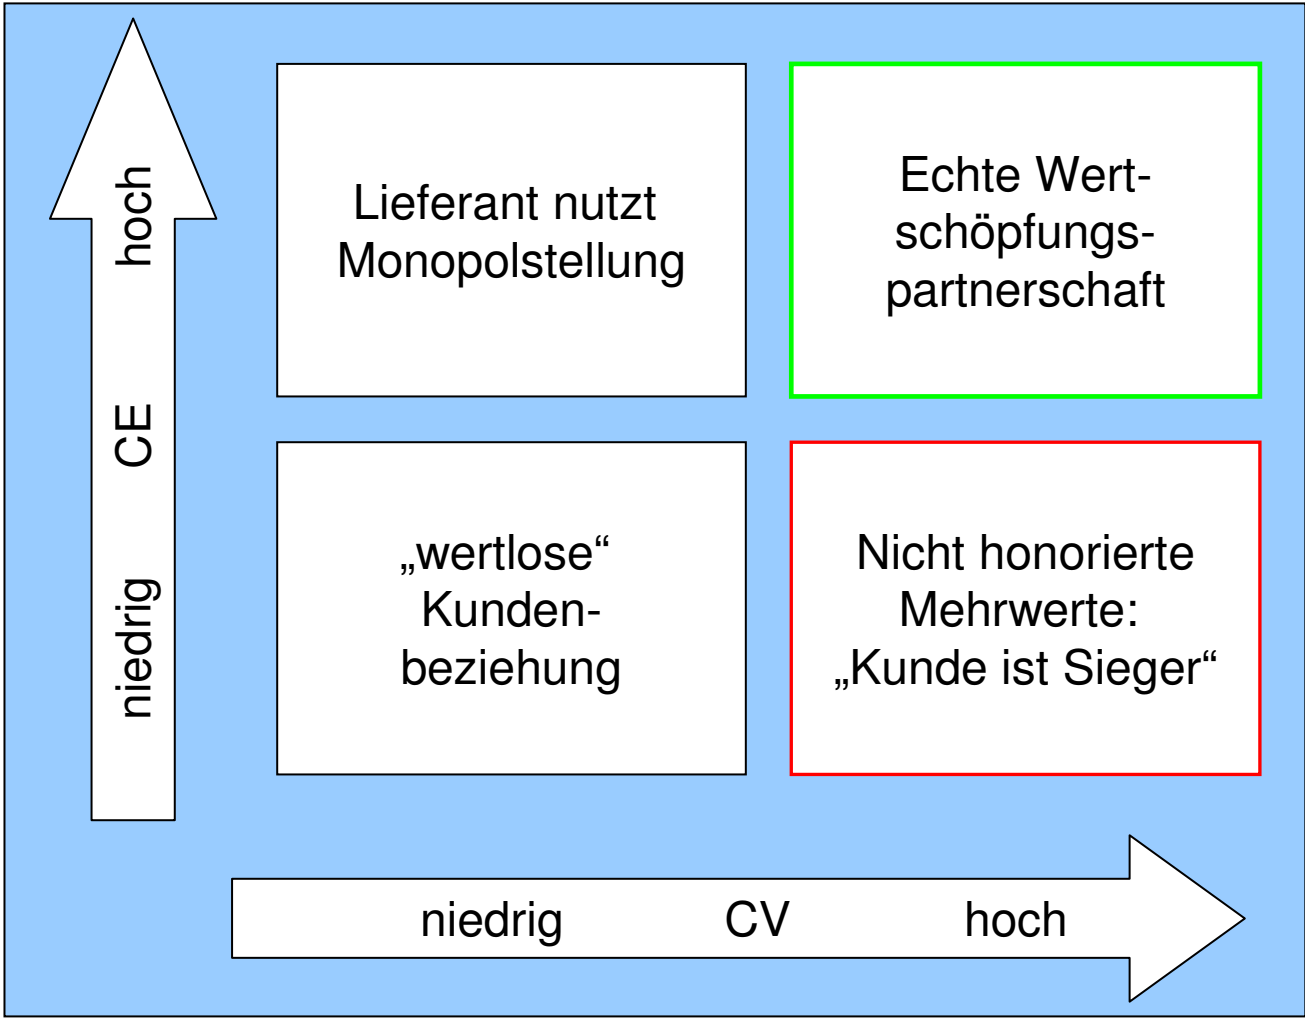 hoch
CE
niedrig
Lieferant nutzt
Monopolstellung
Echte Wert-
schöpfungs-
partnerschaft
„wertlose“
Kunden-
beziehung
Nicht honorierte
Mehrwerte:
„Kunde ist Sieger“
niedrig CV hoch